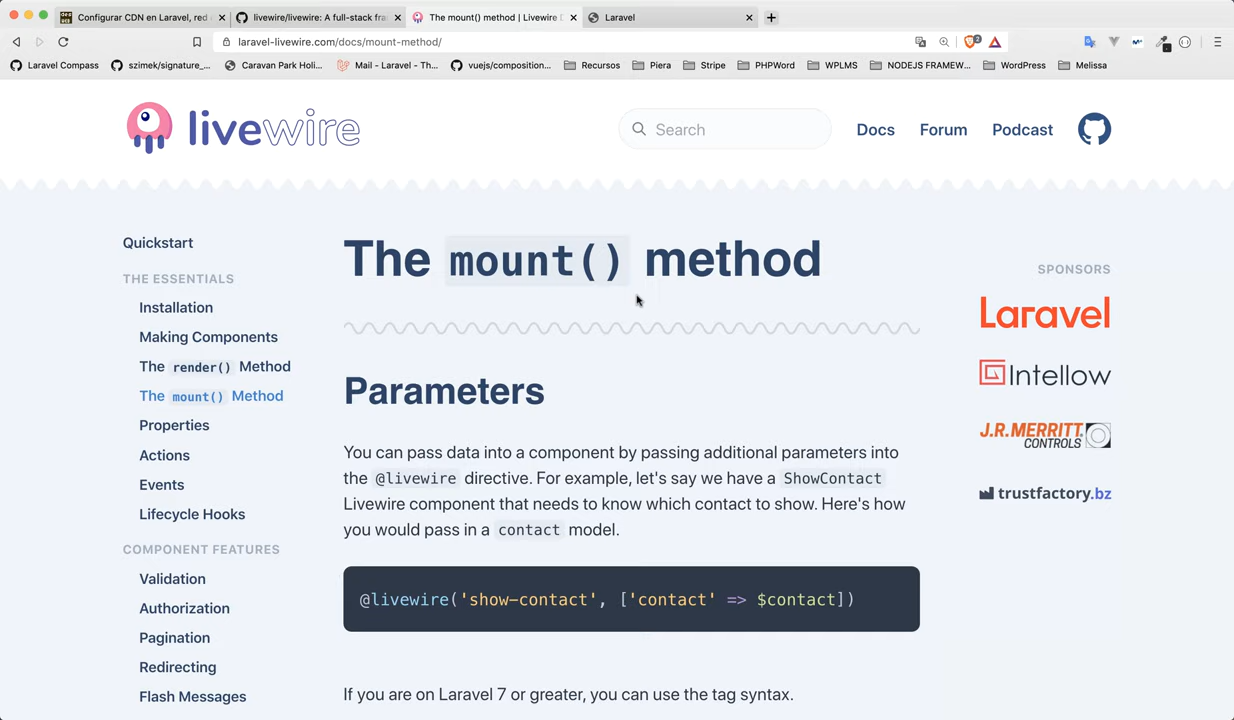 Configurar CDN en Laravel, red
livewire/livewire: A full-stack fra
The mount() method | Livewire D
Laravel
laravel-livewire.com/docs/mount-method/
2
Laravel Compass
szimek/signature_...
Caravan Park Holi...
Mail - Laravel - Th...
vuejs/composition...
Recursos
Piera
Stripe
PHPWord
WPLMS
NODEJS FRAMEW...
WordPress
Melissa
livewire
Search
Docs
Forum
Podcast
Quickstart
THE ESSENTIALS
Installation
Making Components
The render() Method
The mount() Method
Properties
Actions
Events
Lifecycle Hooks
COMPONENT FEATURES
Validation
Authorization
Pagination
Redirecting
Flash Messages
The mount() method
Parameters
You can pass data into a component by passing additional parameters into
the @livewire directive. For example, let's say we have a ShowContact
Livewire component that needs to know which contact to show. Here's how
you would pass in a contact model.
@livewire('show-contact', ['contact' => $contact])
If you are on Laravel 7 or greater, you can use the tag syntax.
SPONSORS
Laravel
Intellow
J.R.MERRITT
CONTROLS
trustfactory.bz